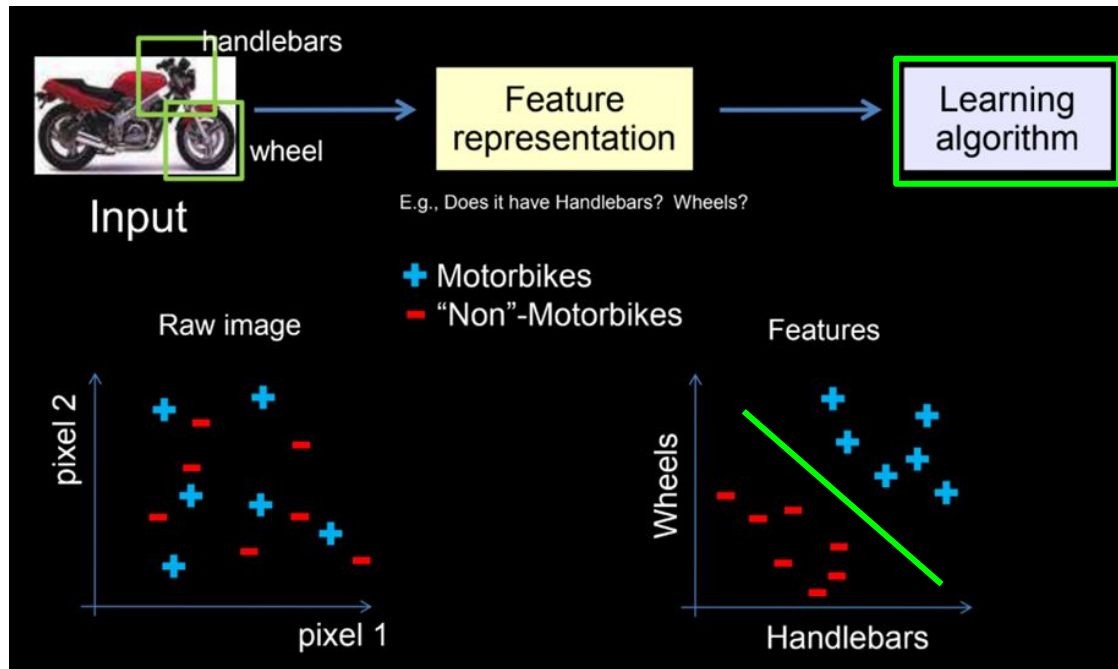 handlebars
wheel
Input
Feature
representation
E.g., Does it have Handlebars? Wheels?
Learning
algorithm
Motorbikes
“Non”-Motorbikes
Raw image
pixel 2
pixel 1
Features
Wheels
Handlebars